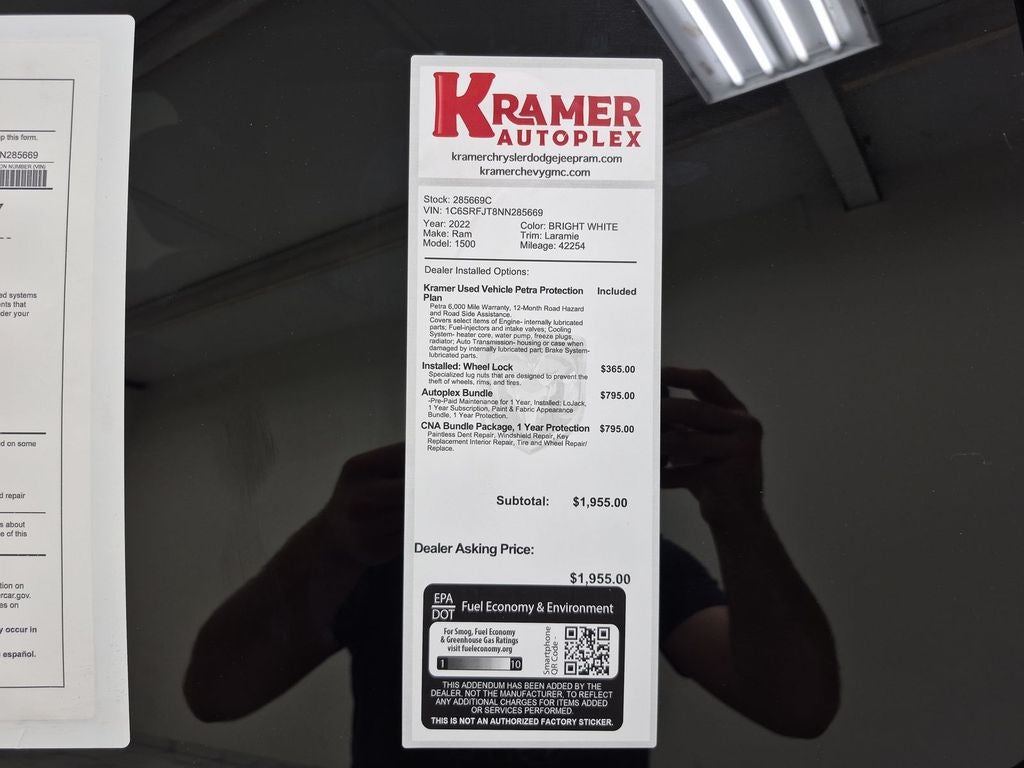 p this form.
N285669
ON NUMBER (VIN)
ed systems
ents that
der your
d on some
d repair
s about
e of this
tion on
rcar.gov.
es on
y occur in
español.
KRAMER
AUTOPLEX
kramerchryslerdodgejeepram.com
kramerchevygmc.com
Stock: 285669C
VIN: 1C6SRFJT8NN285669
Year: 2022 Color: BRIGHT WHITE
Make: Ram Trim: Laramie
Model: 1500 Mileage: 42254
Dealer Installed Options:
Kramer Used Vehicle Petra Protection Included
Plan
Petra 6,000 Mile Warranty, 12-Month Road Hazard
and Road Side Assistance.
Covers select items of Engine- internally lubricated
parts; Fuel-injectors and intake valves; Cooling
System- heater core, water pump, freeze plugs,
radiator; Auto Transmission- housing or case when
damaged by internally lubricated part; Brake System-
lubricated parts.
Installed: Wheel Lock $365.00
Specialized lug nuts that are designed to prevent the
theft of wheels, rims, and tires.
Autoplex Bundle $795.00
-Pre-Paid Maintenance for 1 Year, Installed: LoJack,
1 Year Subscription, Paint & Fabric Appearance
Bundle, 1 Year Protection.
CNA Bundle Package, 1 Year Protection $795.00
Paintless Dent Repair, Windshield Repair, Key
Replacement Interior Repair, Tire and Wheel Repair/
Replace.
Subtotal: $1,955.00
Dealer Asking Price:
$1,955.00
EPA
DOT Fuel Economy & Environment
For Smog, Fuel Economy
& Greenhouse Gas Ratings
visit fueleconomy.org
1 10
Smartphone
QR Code -
THIS ADDENDUM HAS BEEN ADDED BY THE
DEALER, NOT THE MANUFACTURER, TO REFLECT
ANY ADDITIONAL CHARGES FOR ITEMS ADDED
OR SERVICES PERFORMED.
THIS IS NOT AN AUTHORIZED FACTORY STICKER.